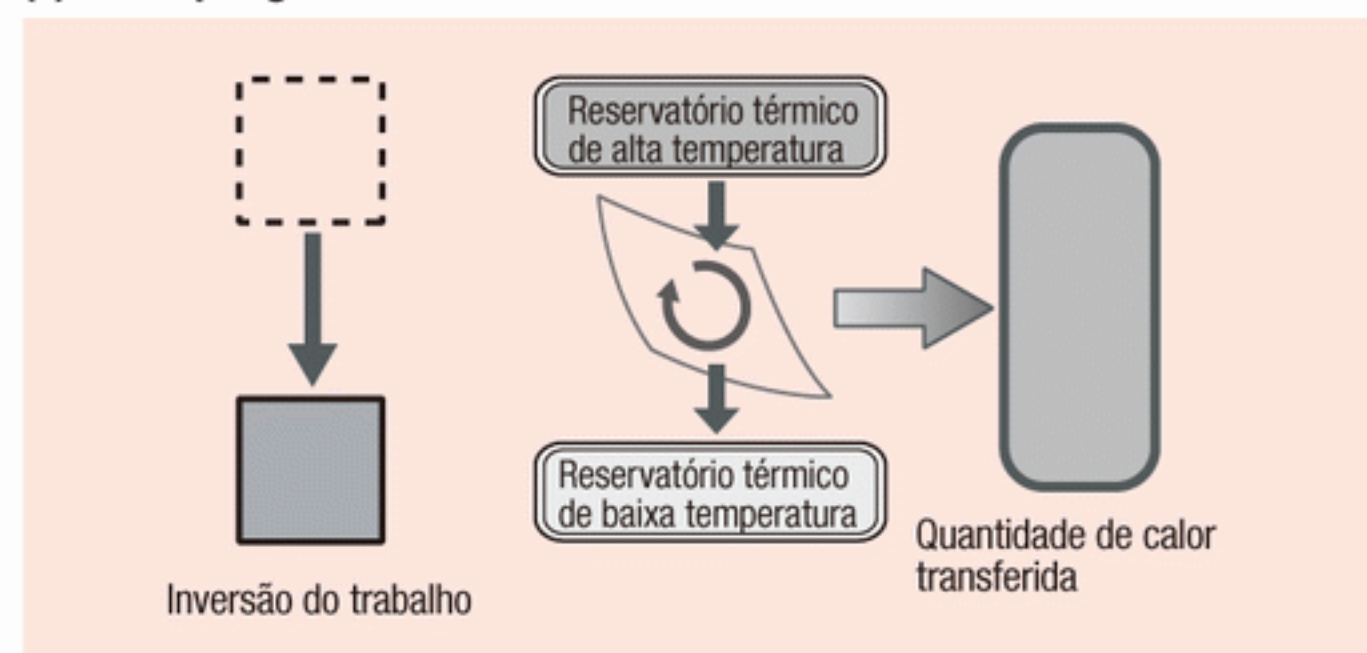 Reservatório térmico
de alta temperatura
Reservatório térmico
de baixa temperatura
Quantidade de calor
transferida
Inversão do trabalho